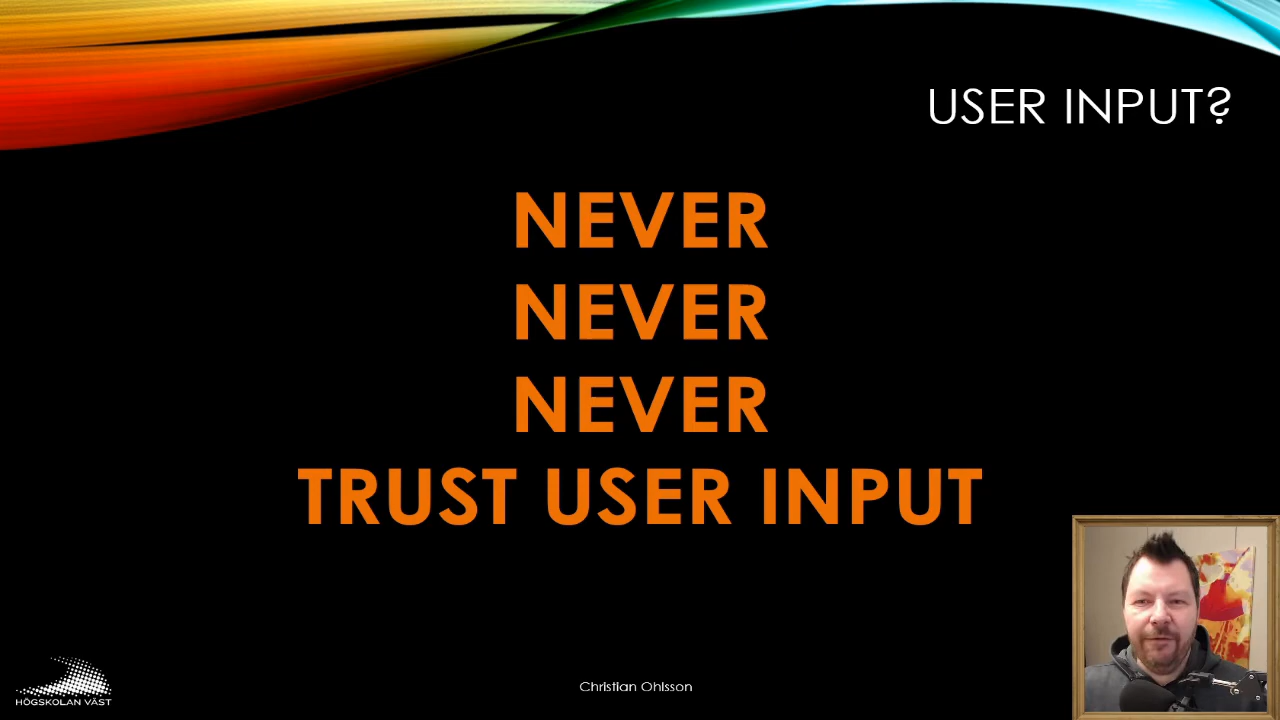 USER INPUT?
NEVER
NEVER
NEVER
TRUST USER INPUT
HÖGSKOLAN VÄST
Christian Ohlsson